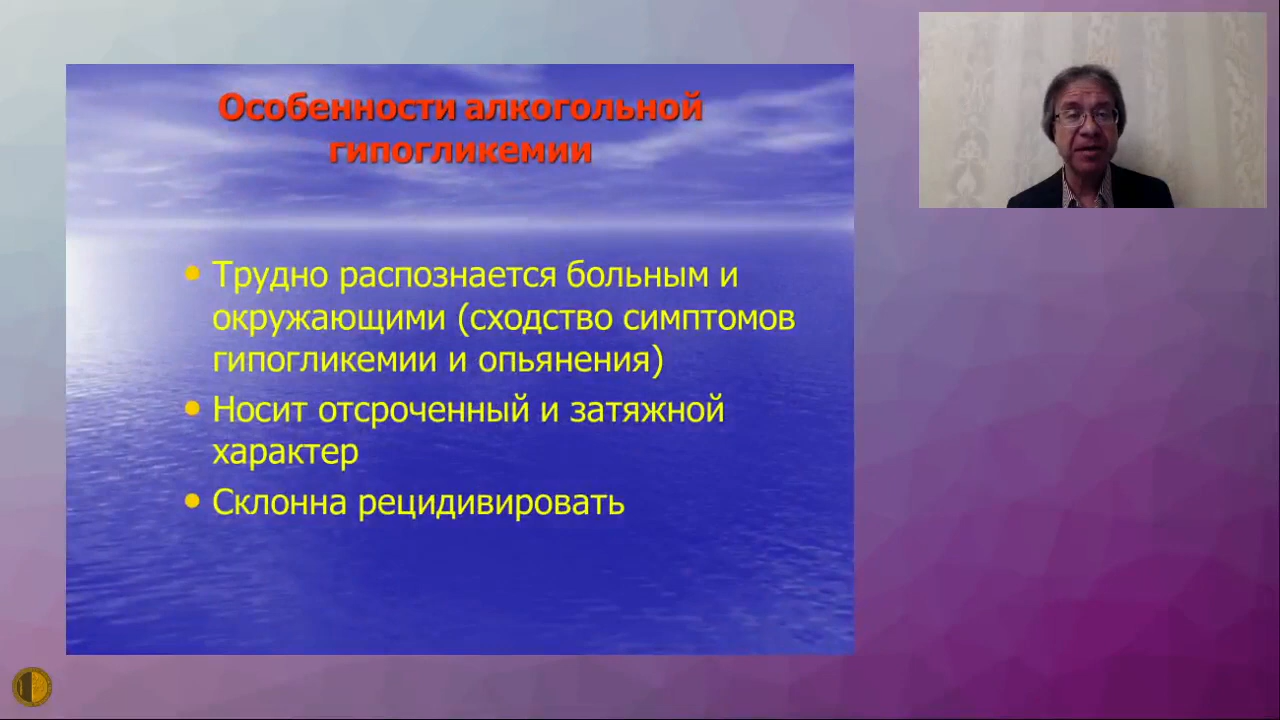 Особенности алкогольной
гипогликемии
Трудно распознается больным и
окружающими (сходство симптомов
гипогликемии и опьянения)
Носит отсроченный и затяжной
характер
Склонна рецидивировать